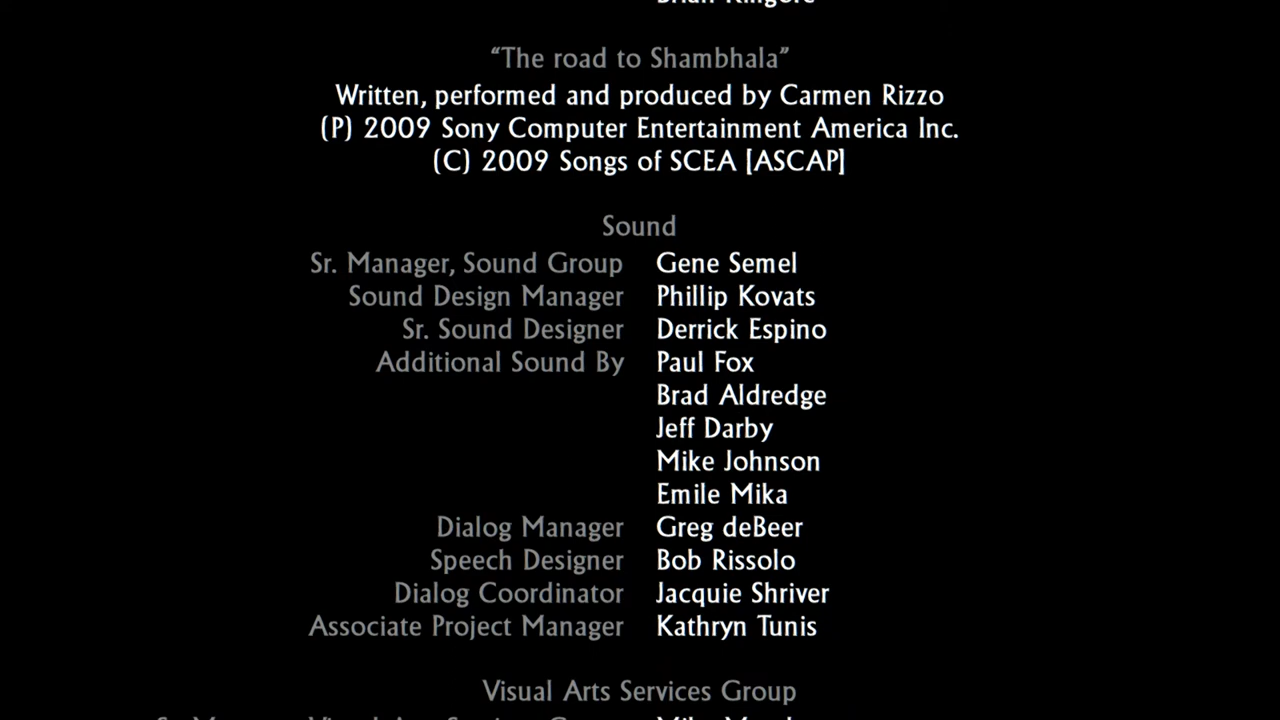 “The road to Shambhala”
Written, performed and produced by Carmen Rizzo
(P) 2009 Sony Computer Entertainment America Inc.
(C) 2009 Songs of SCEA [ASCAP]
Sound
Sr. Manager, Sound Group Gene Semel
Sound Design Manager Phillip Kovats
Sr. Sound Designer Derrick Espino
Additional Sound By Paul Fox
Brad Aldredge
Jeff Darby
Mike Johnson
Emile Mika
Dialog Manager Greg deBeer
Speech Designer Bob Rissolo
Dialog Coordinator Jacquie Shriver
Associate Project Manager Kathryn Tunis
Visual Arts Services Group